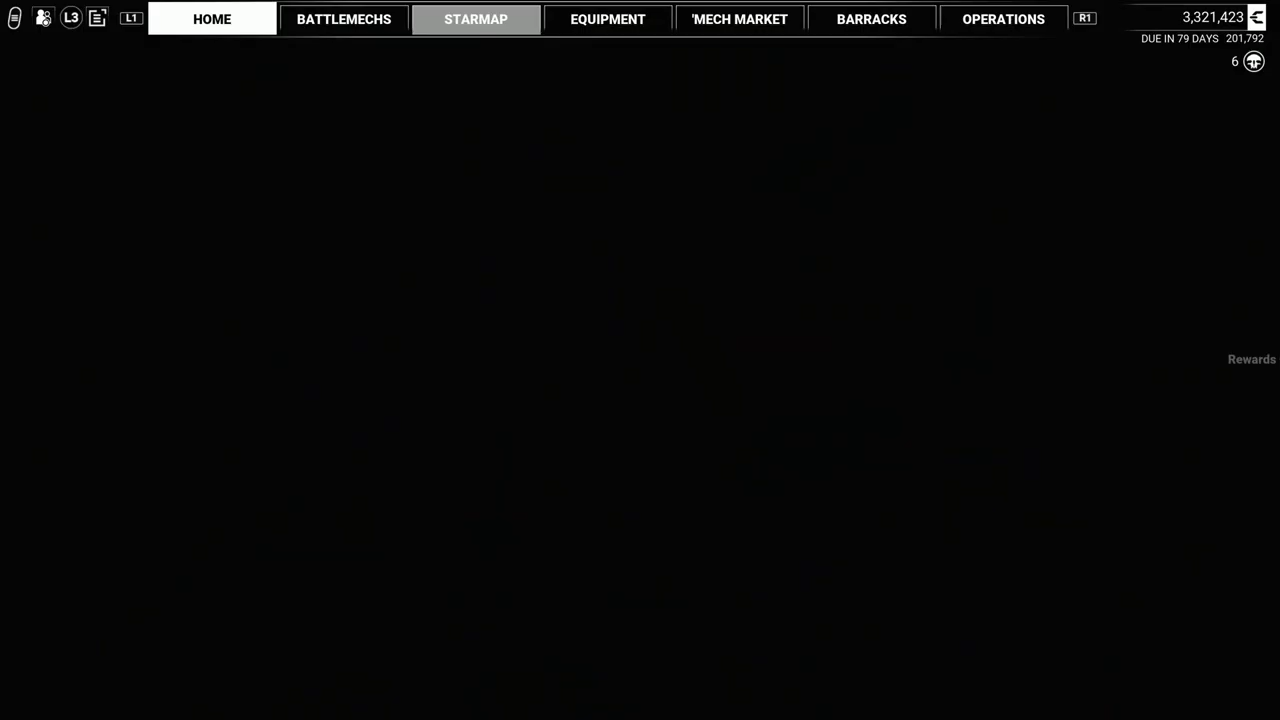 L3 L1 HOME BATTLEMECHS STARMAP EQUIPMENT 'MECH MARKET BARRACKS OPERATIONS R1 3,321,423
DUE IN 79 DAYS 201,792
6
Rewards